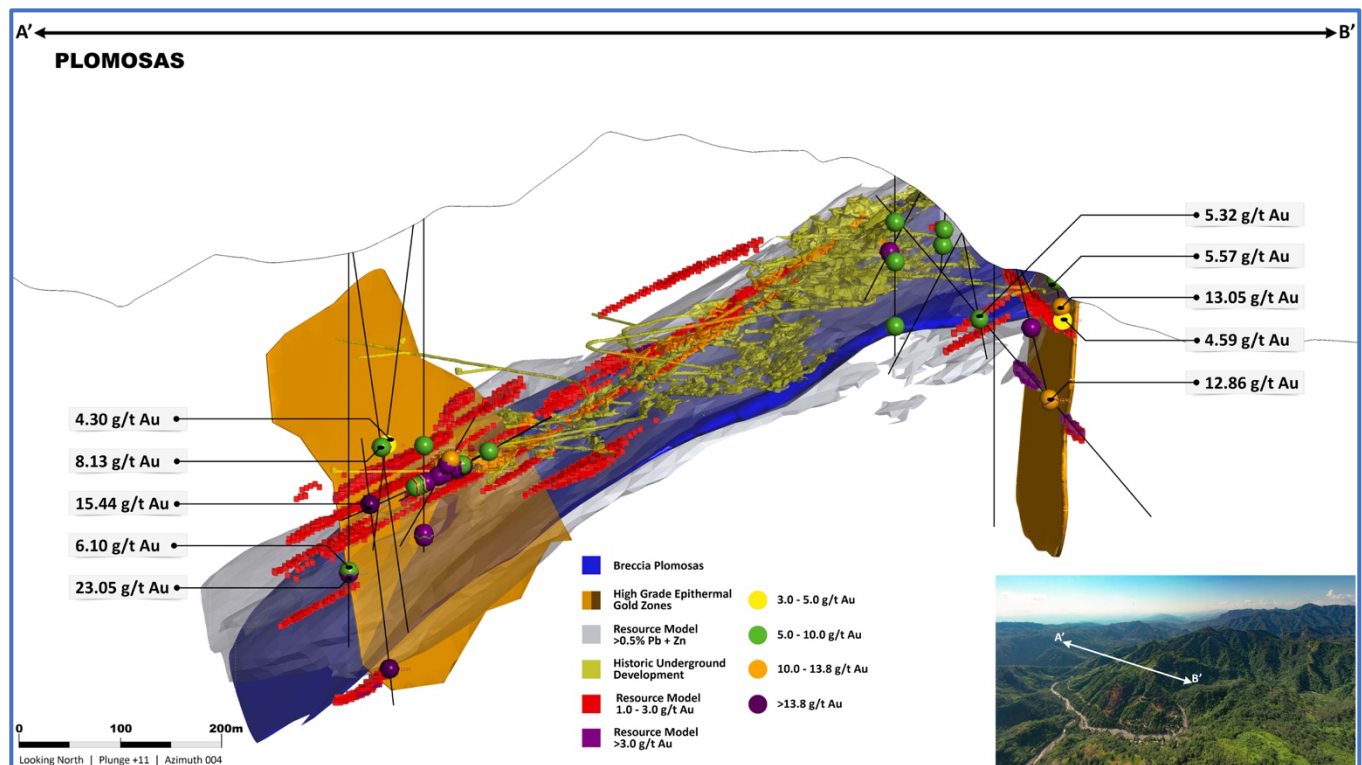 A'
B'
PLOMOSAS
5.32 g/t Au
5.57 g/t Au
13.05 g/t Au
4.59 g/t Au
12.86 g/t Au
4.30 g/t Au
8.13 g/t Au
15.44 g/t Au
6.10 g/t Au
23.05 g/t Au
Breccia Plomosas
High Grade Epithermal
Gold Zones
Resource Model
>0.5% Pb + Zn
Historic Underground
Development
Resource Model
1.0 - 3.0 g/t Au
Resource Model
>3.0 g/t Au
3.0 - 5.0 g/t Au
5.0 - 10.0 g/t Au
10.0 - 13.8 g/t Au
>13.8 g/t Au
0 100 200m
Looking North | Plunge +11 | Azimuth 004
A'
B'